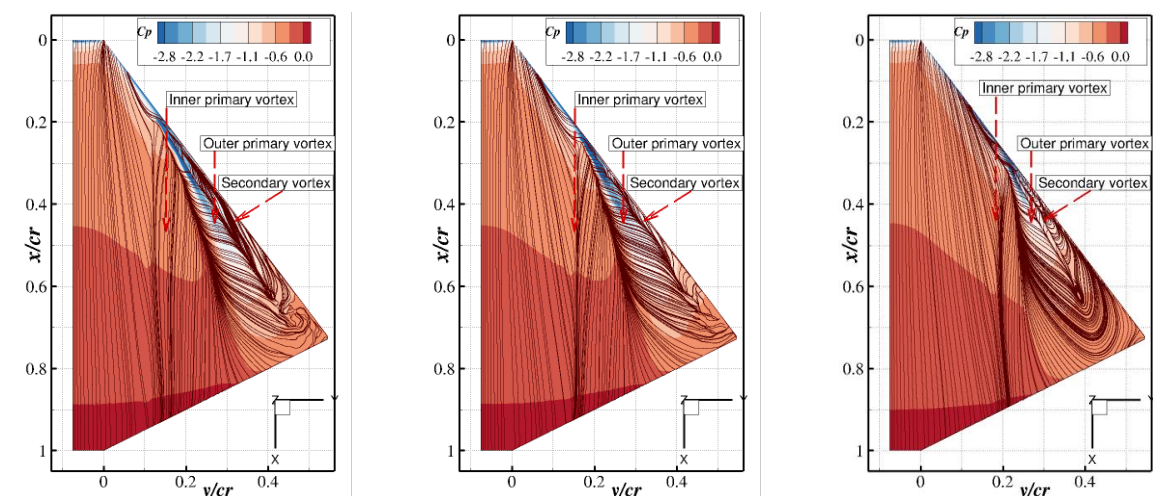 Cp
-2.8 -2.2 -1.7 -1.1 -0.6 0.0
Inner primary vortex
Outer primary vortex
Secondary vortex
0
0.2
0.4
0.6
0.8
1
x/cr
Z
X
0 0.2 0.4
y/cr
Cp
-2.8 -2.2 -1.7 -1.1 -0.6 0.0
Inner primary vortex
Outer primary vortex
Secondary vortex
0
0.2
0.4
0.6
0.8
1
x/cr
Z
X
0 0.2 0.4
y/cr
Cp
-2.8 -2.2 -1.7 -1.1 -0.6 0.0
Inner primary vortex
Outer primary vortex
Secondary vortex
0
0.2
0.4
0.6
0.8
1
x/cr
Z
X
0 0.2 0.4
y/cr